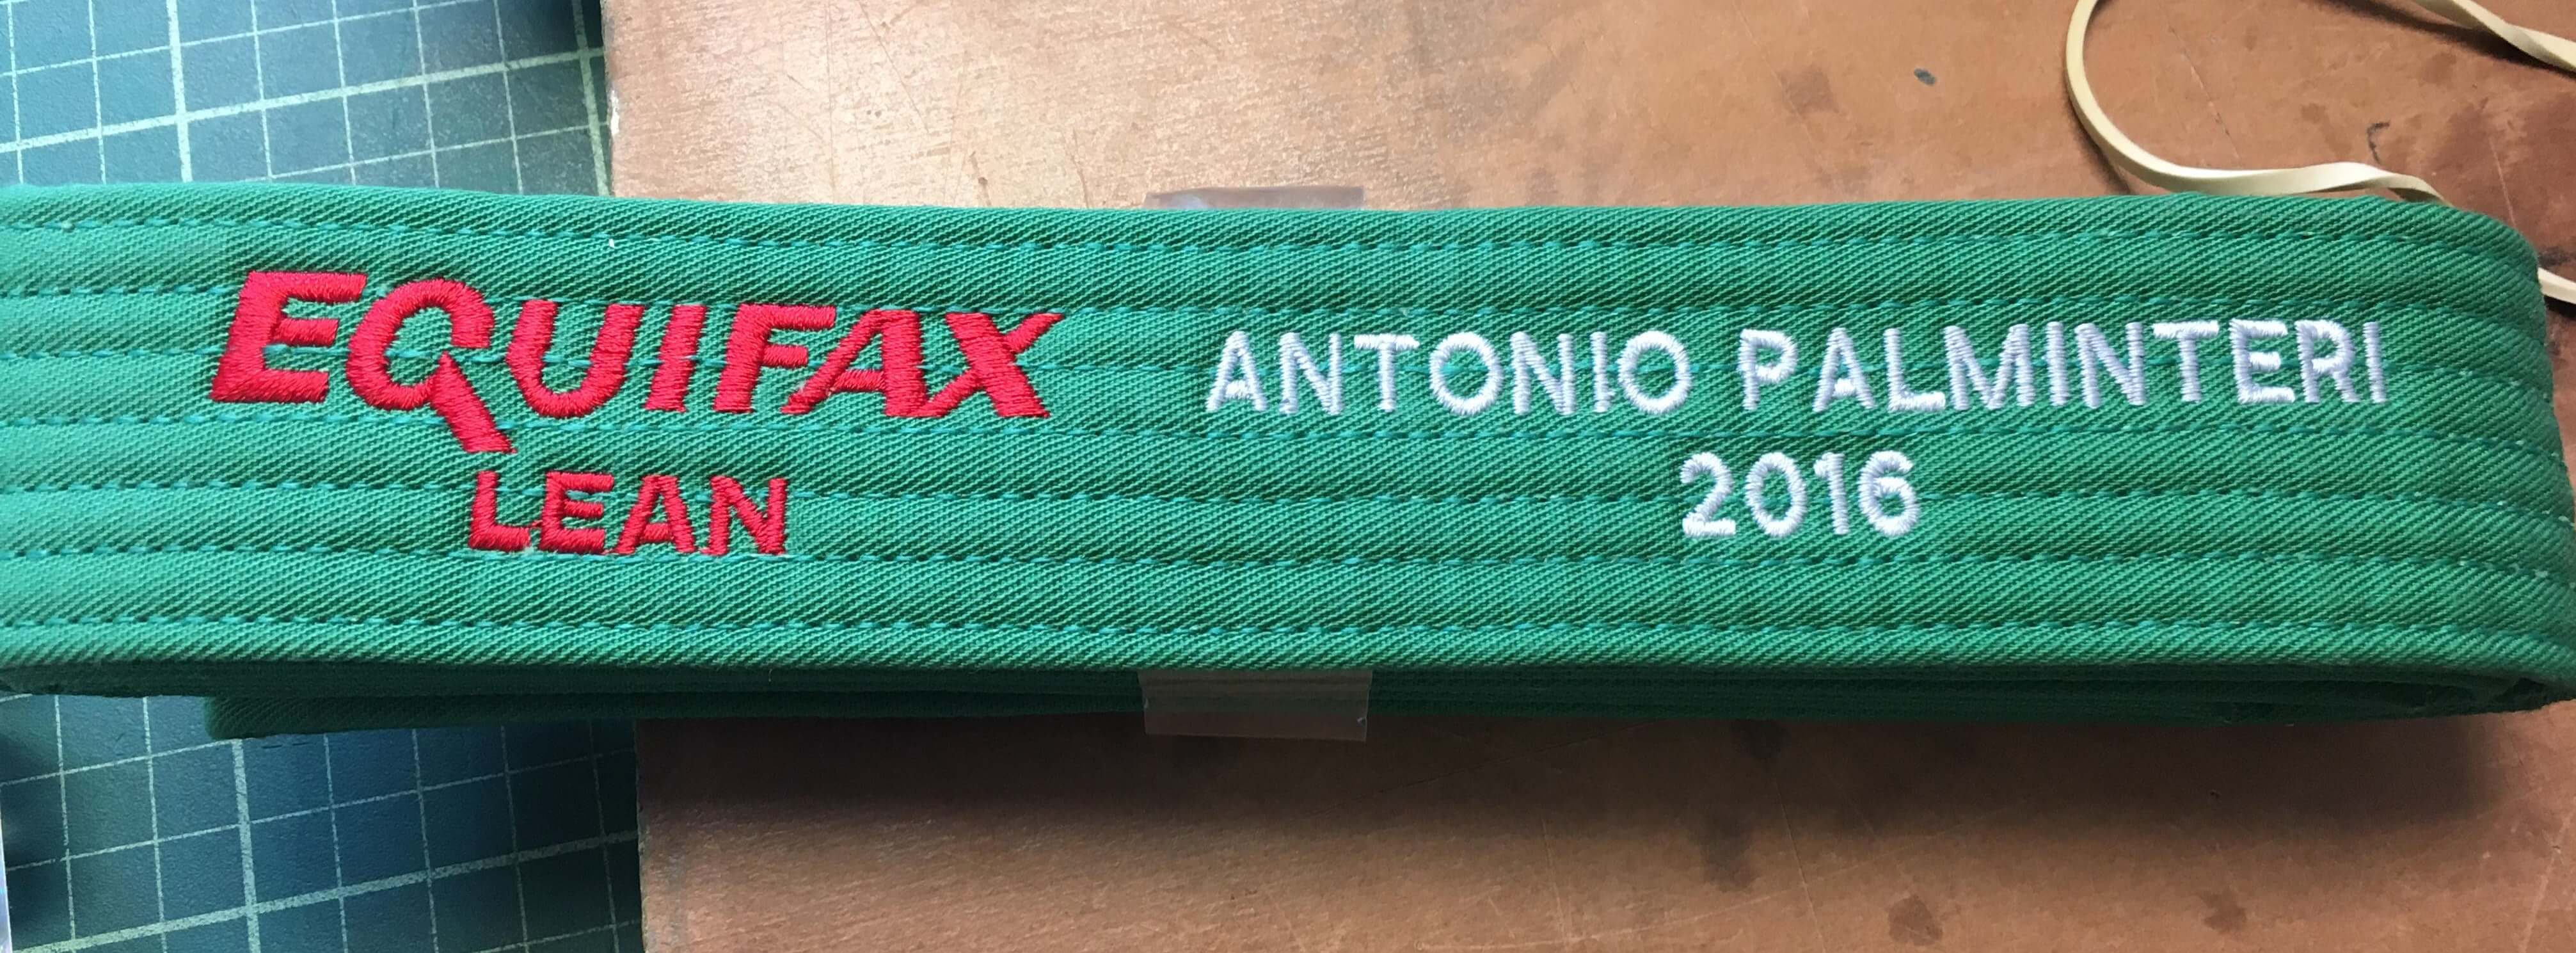 EQUIFAX
LEAN
ANTONIO PALMINTERI
2016